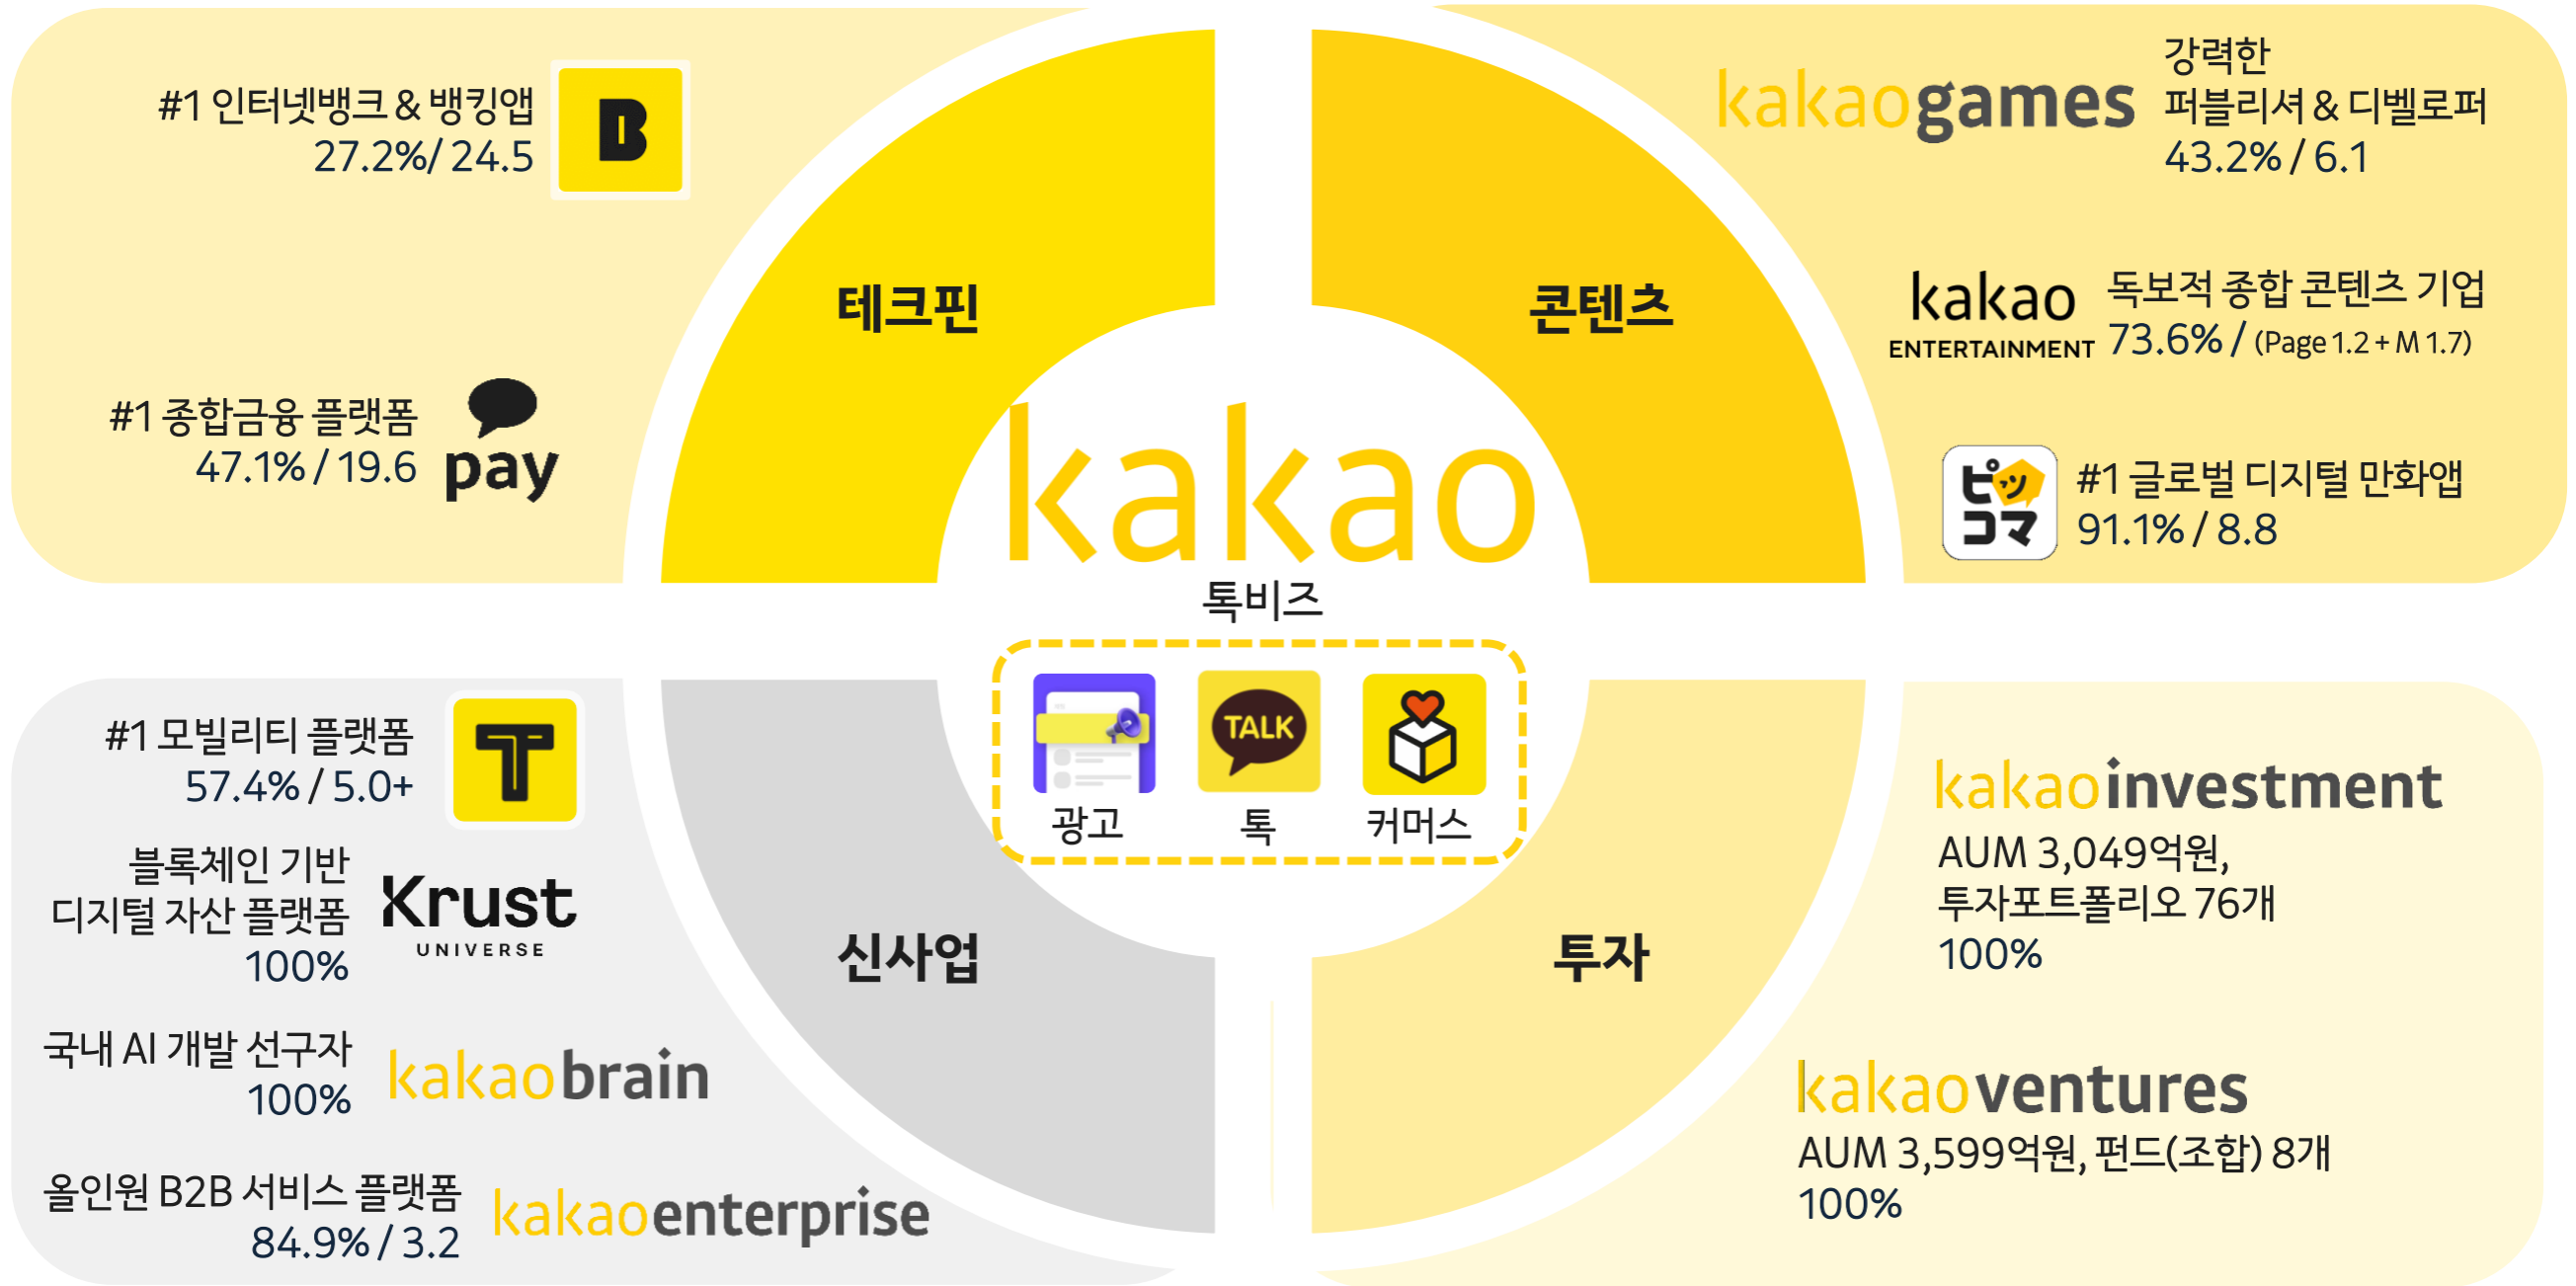 #1 인터넷뱅크 & 뱅킹앱
27.2%/ 24.5
B
#1 종합금융 플랫폼
47.1% / 19.6
pay
테크핀
콘텐츠
kakaogames
강력한
퍼블리셔 & 디벨로퍼
43.2% / 6.1
kakao
ENTERTAINMENT
독보적 종합 콘텐츠 기업
73.6% / (Page 1.2 + M 1.7)
ピッ
コマ
#1 글로벌 디지털 만화앱
91.1% / 8.8
kakao
톡비즈
TALK
광고
톡
커머스
#1 모빌리티 플랫폼
57.4% / 5.0+
T
블록체인 기반
디지털 자산 플랫폼
100%
Krust
UNIVERSE
국내 AI 개발 선구자
100%
kakaobrain
올인원 B2B 서비스 플랫폼
84.9% / 3.2
kakaoenterprise
신사업
투자
kakaoinvestment
AUM 3,049억원,
투자포트폴리오 76개
100%
kakaoventures
AUM 3,599억원, 펀드(조합) 8개
100%